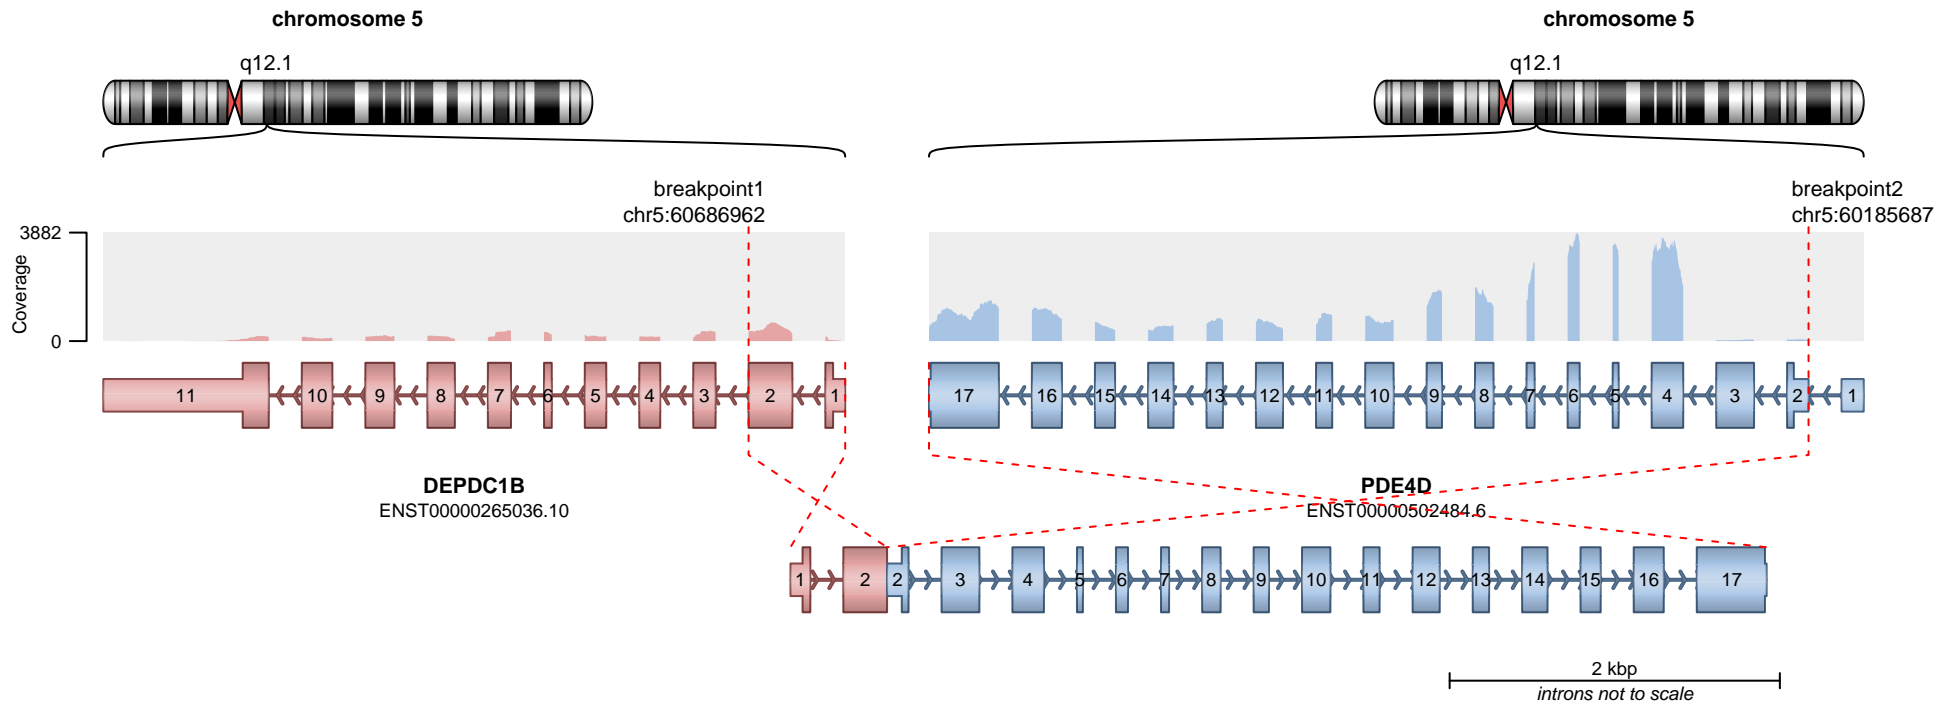 chromosome 5
chromosome 5
q12.1
q12.1
breakpoint1
chr5:60686962
breakpoint2
chr5:60185687
3882
0
Coverage
11 10 9 8 7 6 5 4 3 2 1
17 16 15 14 13 12 11 10 9 8 7 6 5 4 3 2 1
DEPDC1B
ENST00000265036.10
PDE4D
ENST00000502484.6
1 2 2 3 4 5 6 7 8 9 10 11 12 13 14 15 16 17
2 kbp
introns not to scale